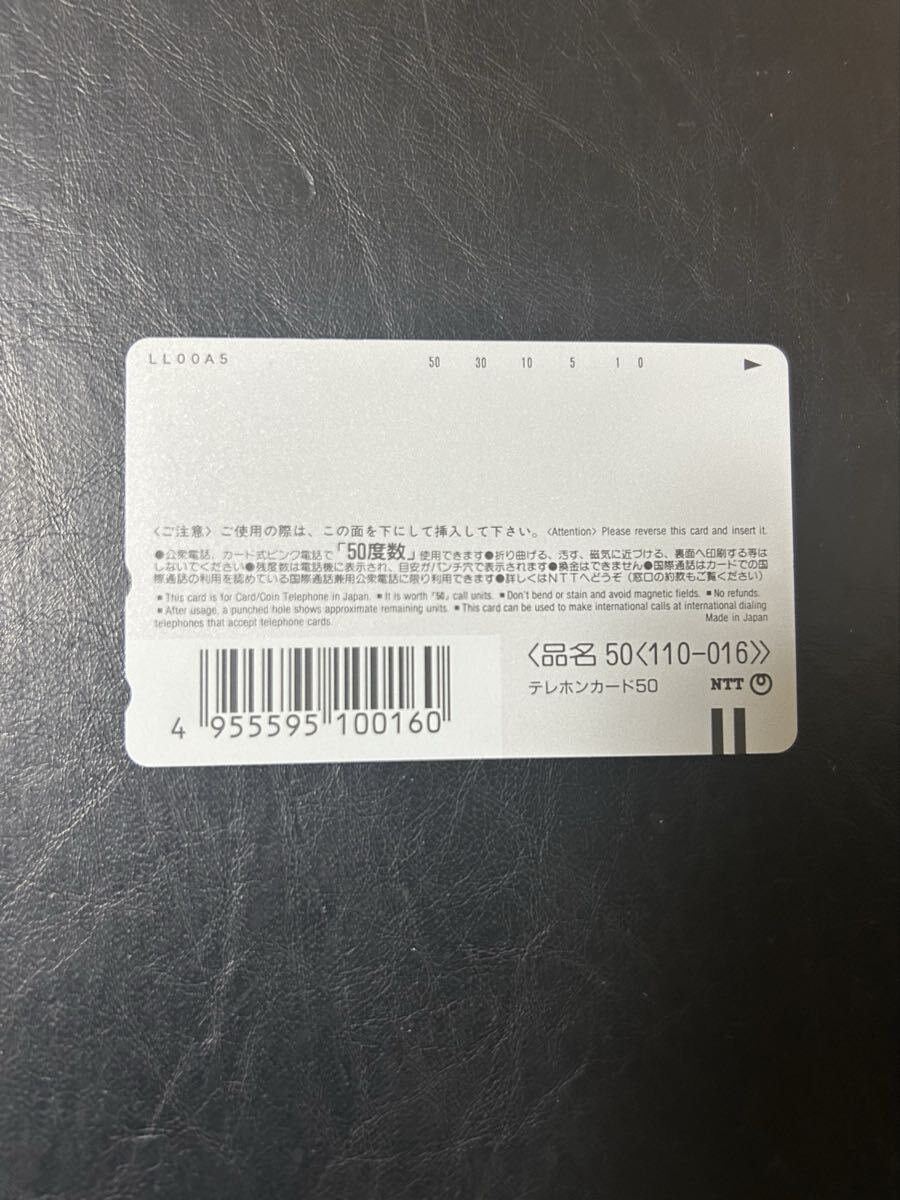 LL00A5 50 30 10 5 1 0
〈ご注意〉ご使用の際は、この面を下にして挿入して下さい。〈Attention〉Please reverse this card and insert it.
●公衆電話、カード式ピンク電話で「50度数」使用できます●折り曲げる、汚す、磁気に近づける、裏面へ印刷する等は
しないでください●残度数は電話機に表示され、目安がパンチ穴で表示されます●換金はできません●国際通話はカードでの国
際通話の利用を認めている国際通話兼用公衆電話に限り利用できます●詳しくはNTTへどうぞ（窓口の約款もご覧ください）
■This card is for Card/Coin Telephone in Japan. ■It is worth「50」call units. ■Don't bend or stain and avoid magnetic fields. ■No refunds.
■After usage, a punched hole shows approximate remaining units. ■This card can be used to make international calls at international dialing
telephones that accept telephone cards. Made in Japan
〈品名 50〈110-016〉〉
テレホンカード50 NTT
4 955595 100160